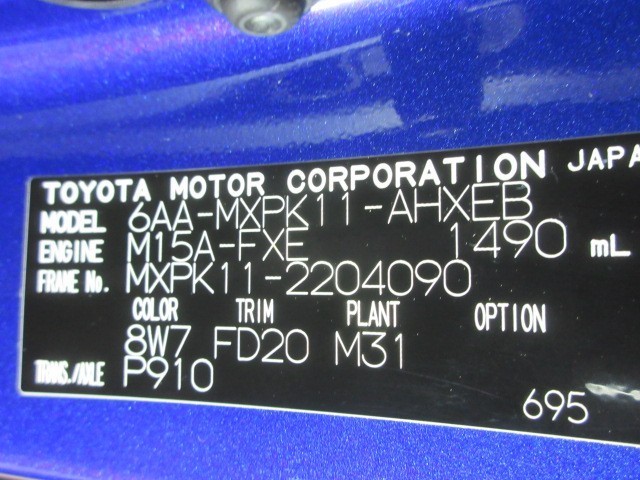 TOYOTA MOTOR CORPORATION JAPA
MODEL 6AA-MXPK11-AHXEB
ENGINE M15A-FXE 1490 mL
FRAME No. MXPK11-2204090
COLOR TRIM PLANT OPTION
8W7 FD20 M31
TRANS./AXLE P910
695